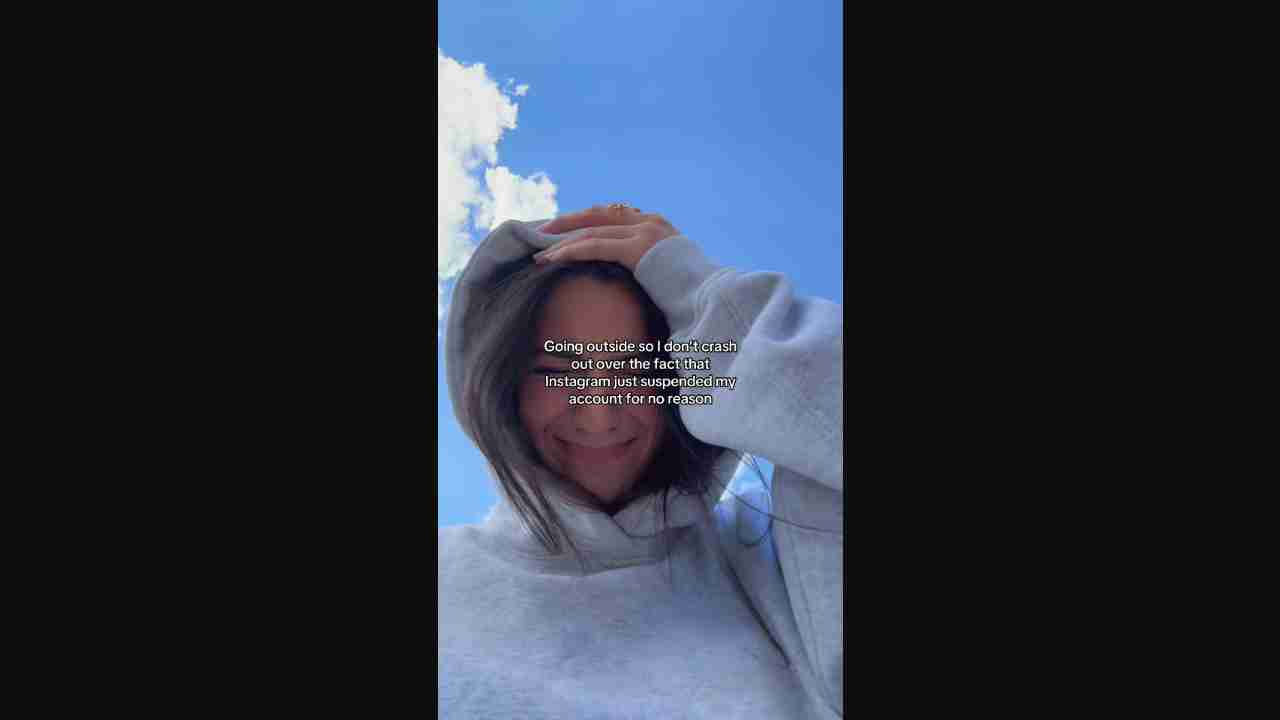 Going outside so I don't crash
out over the fact that
Instagram just suspended my
account for no reason